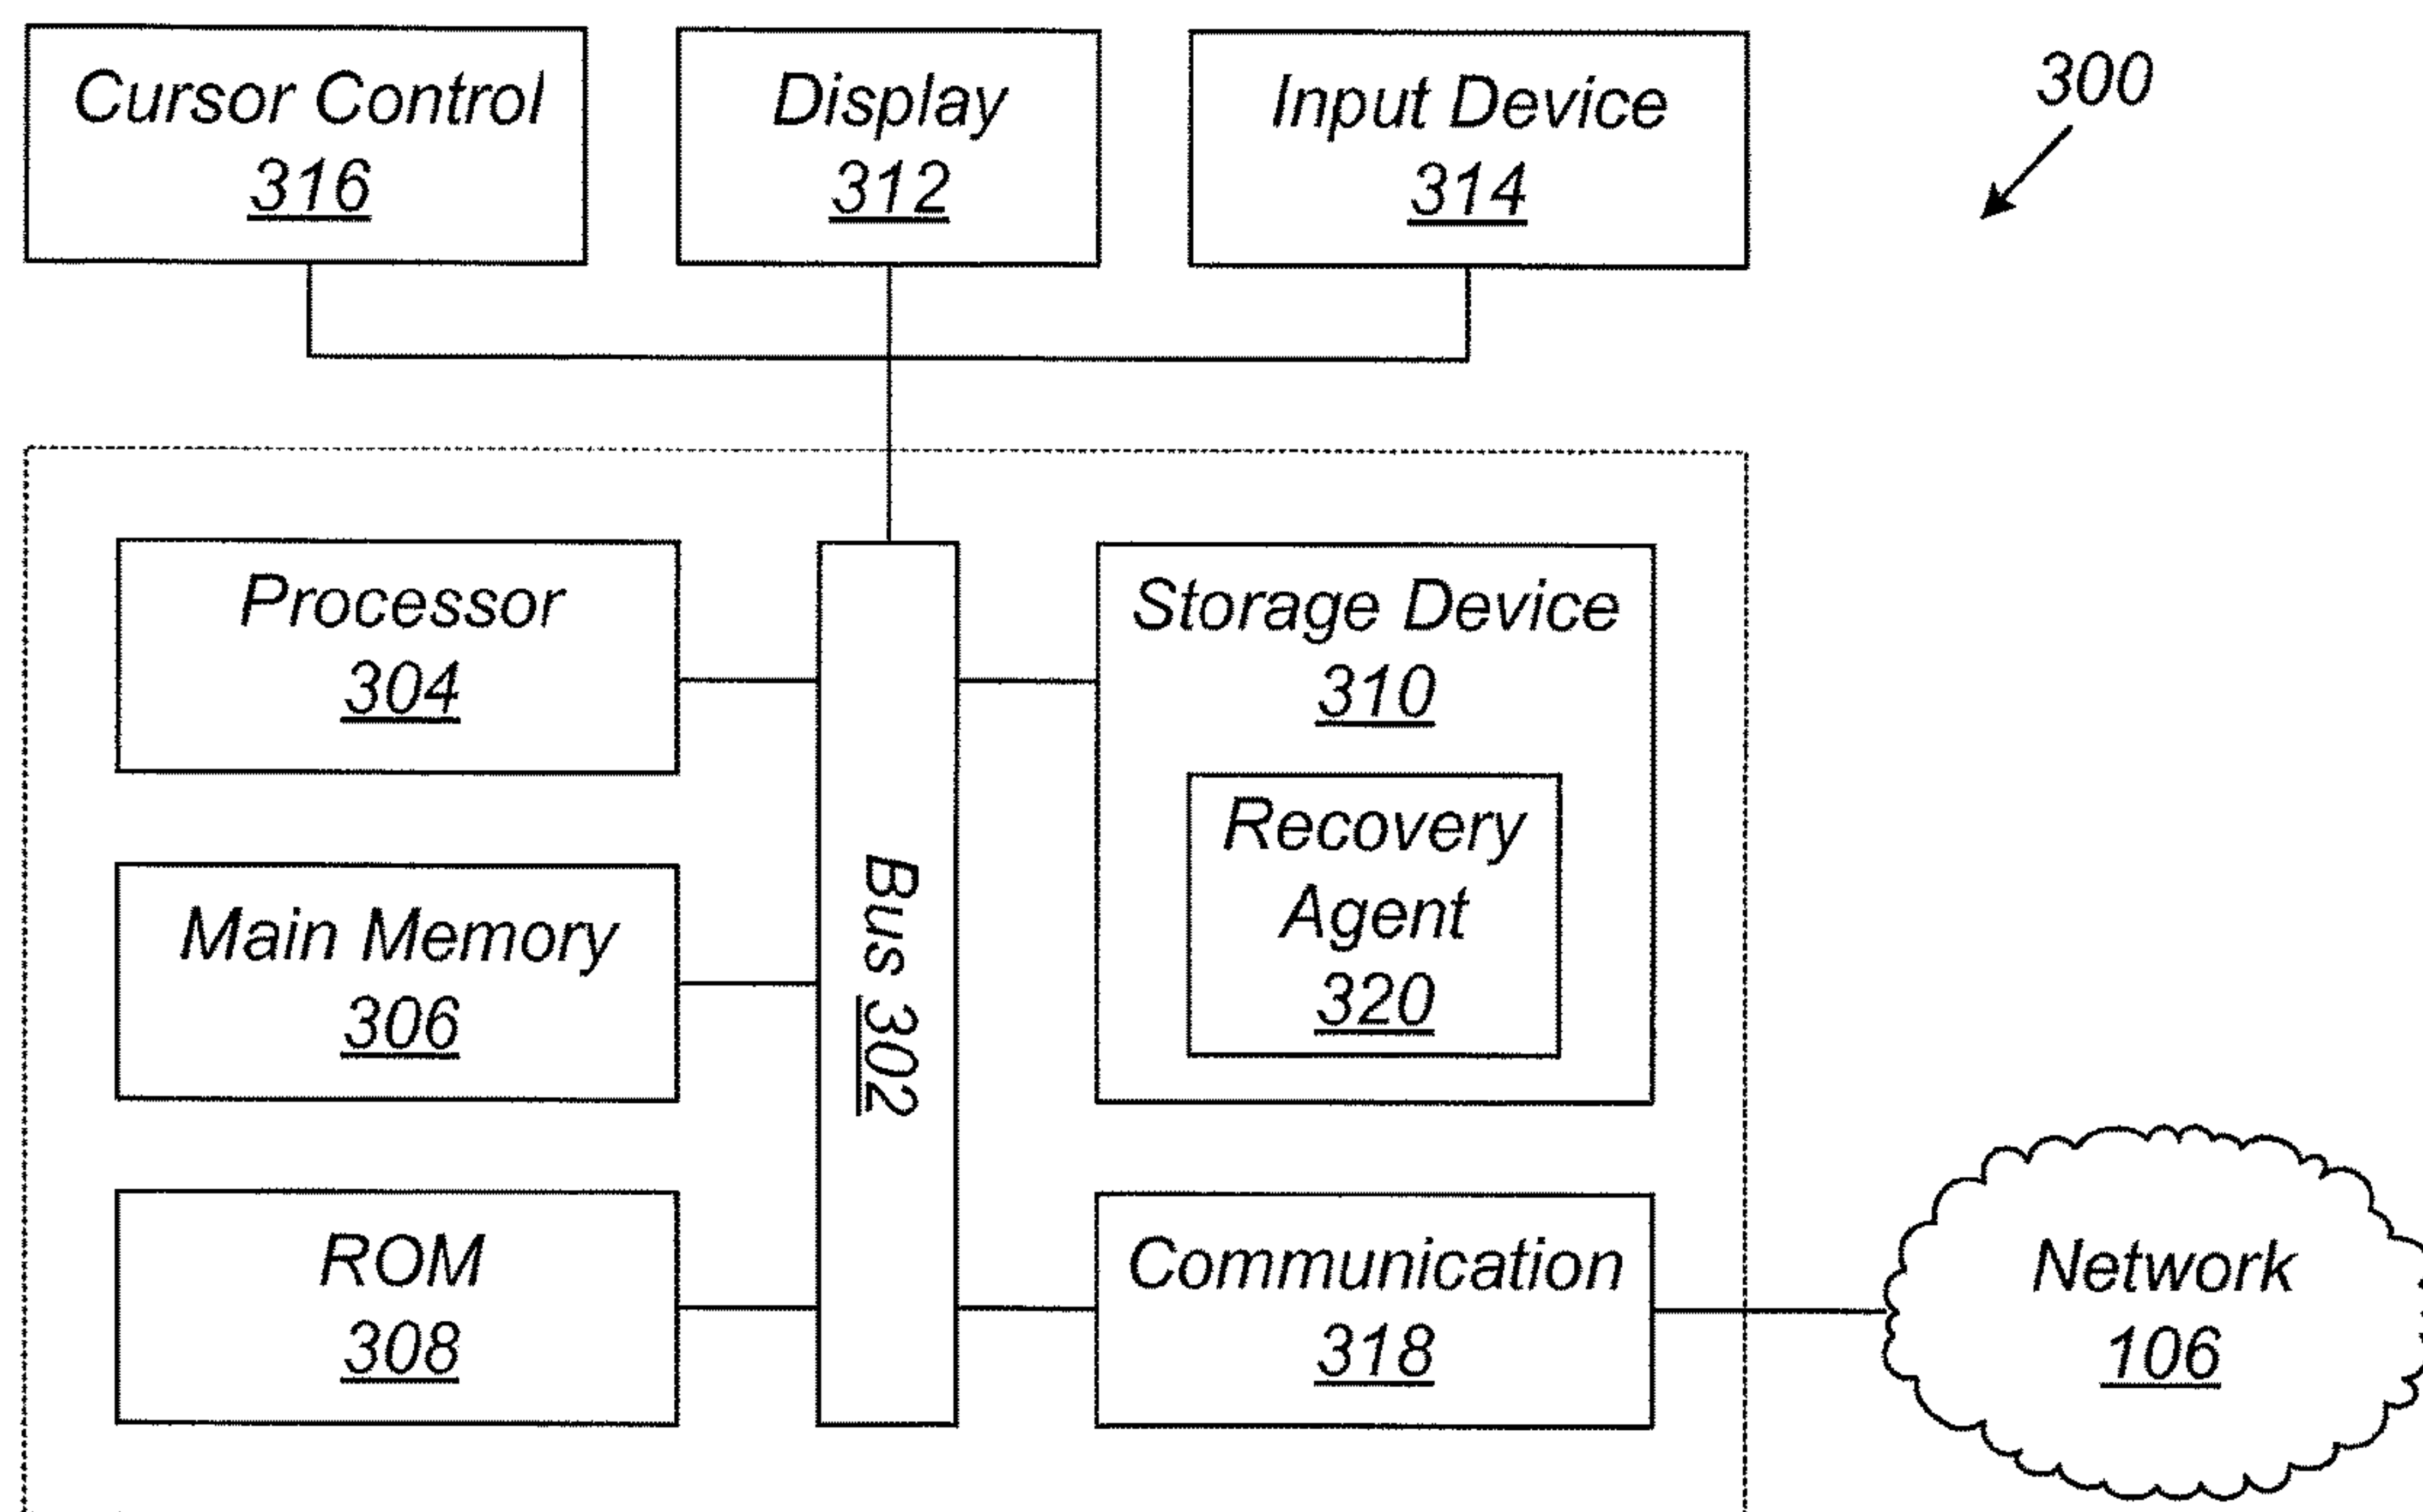 Cursor Control
316
Display
312
Input Device
314
300
Processor
304
Storage Device
310
Recovery
Agent
320
Main Memory
306
Bus 302
ROM
308
Communication
318
Network
106